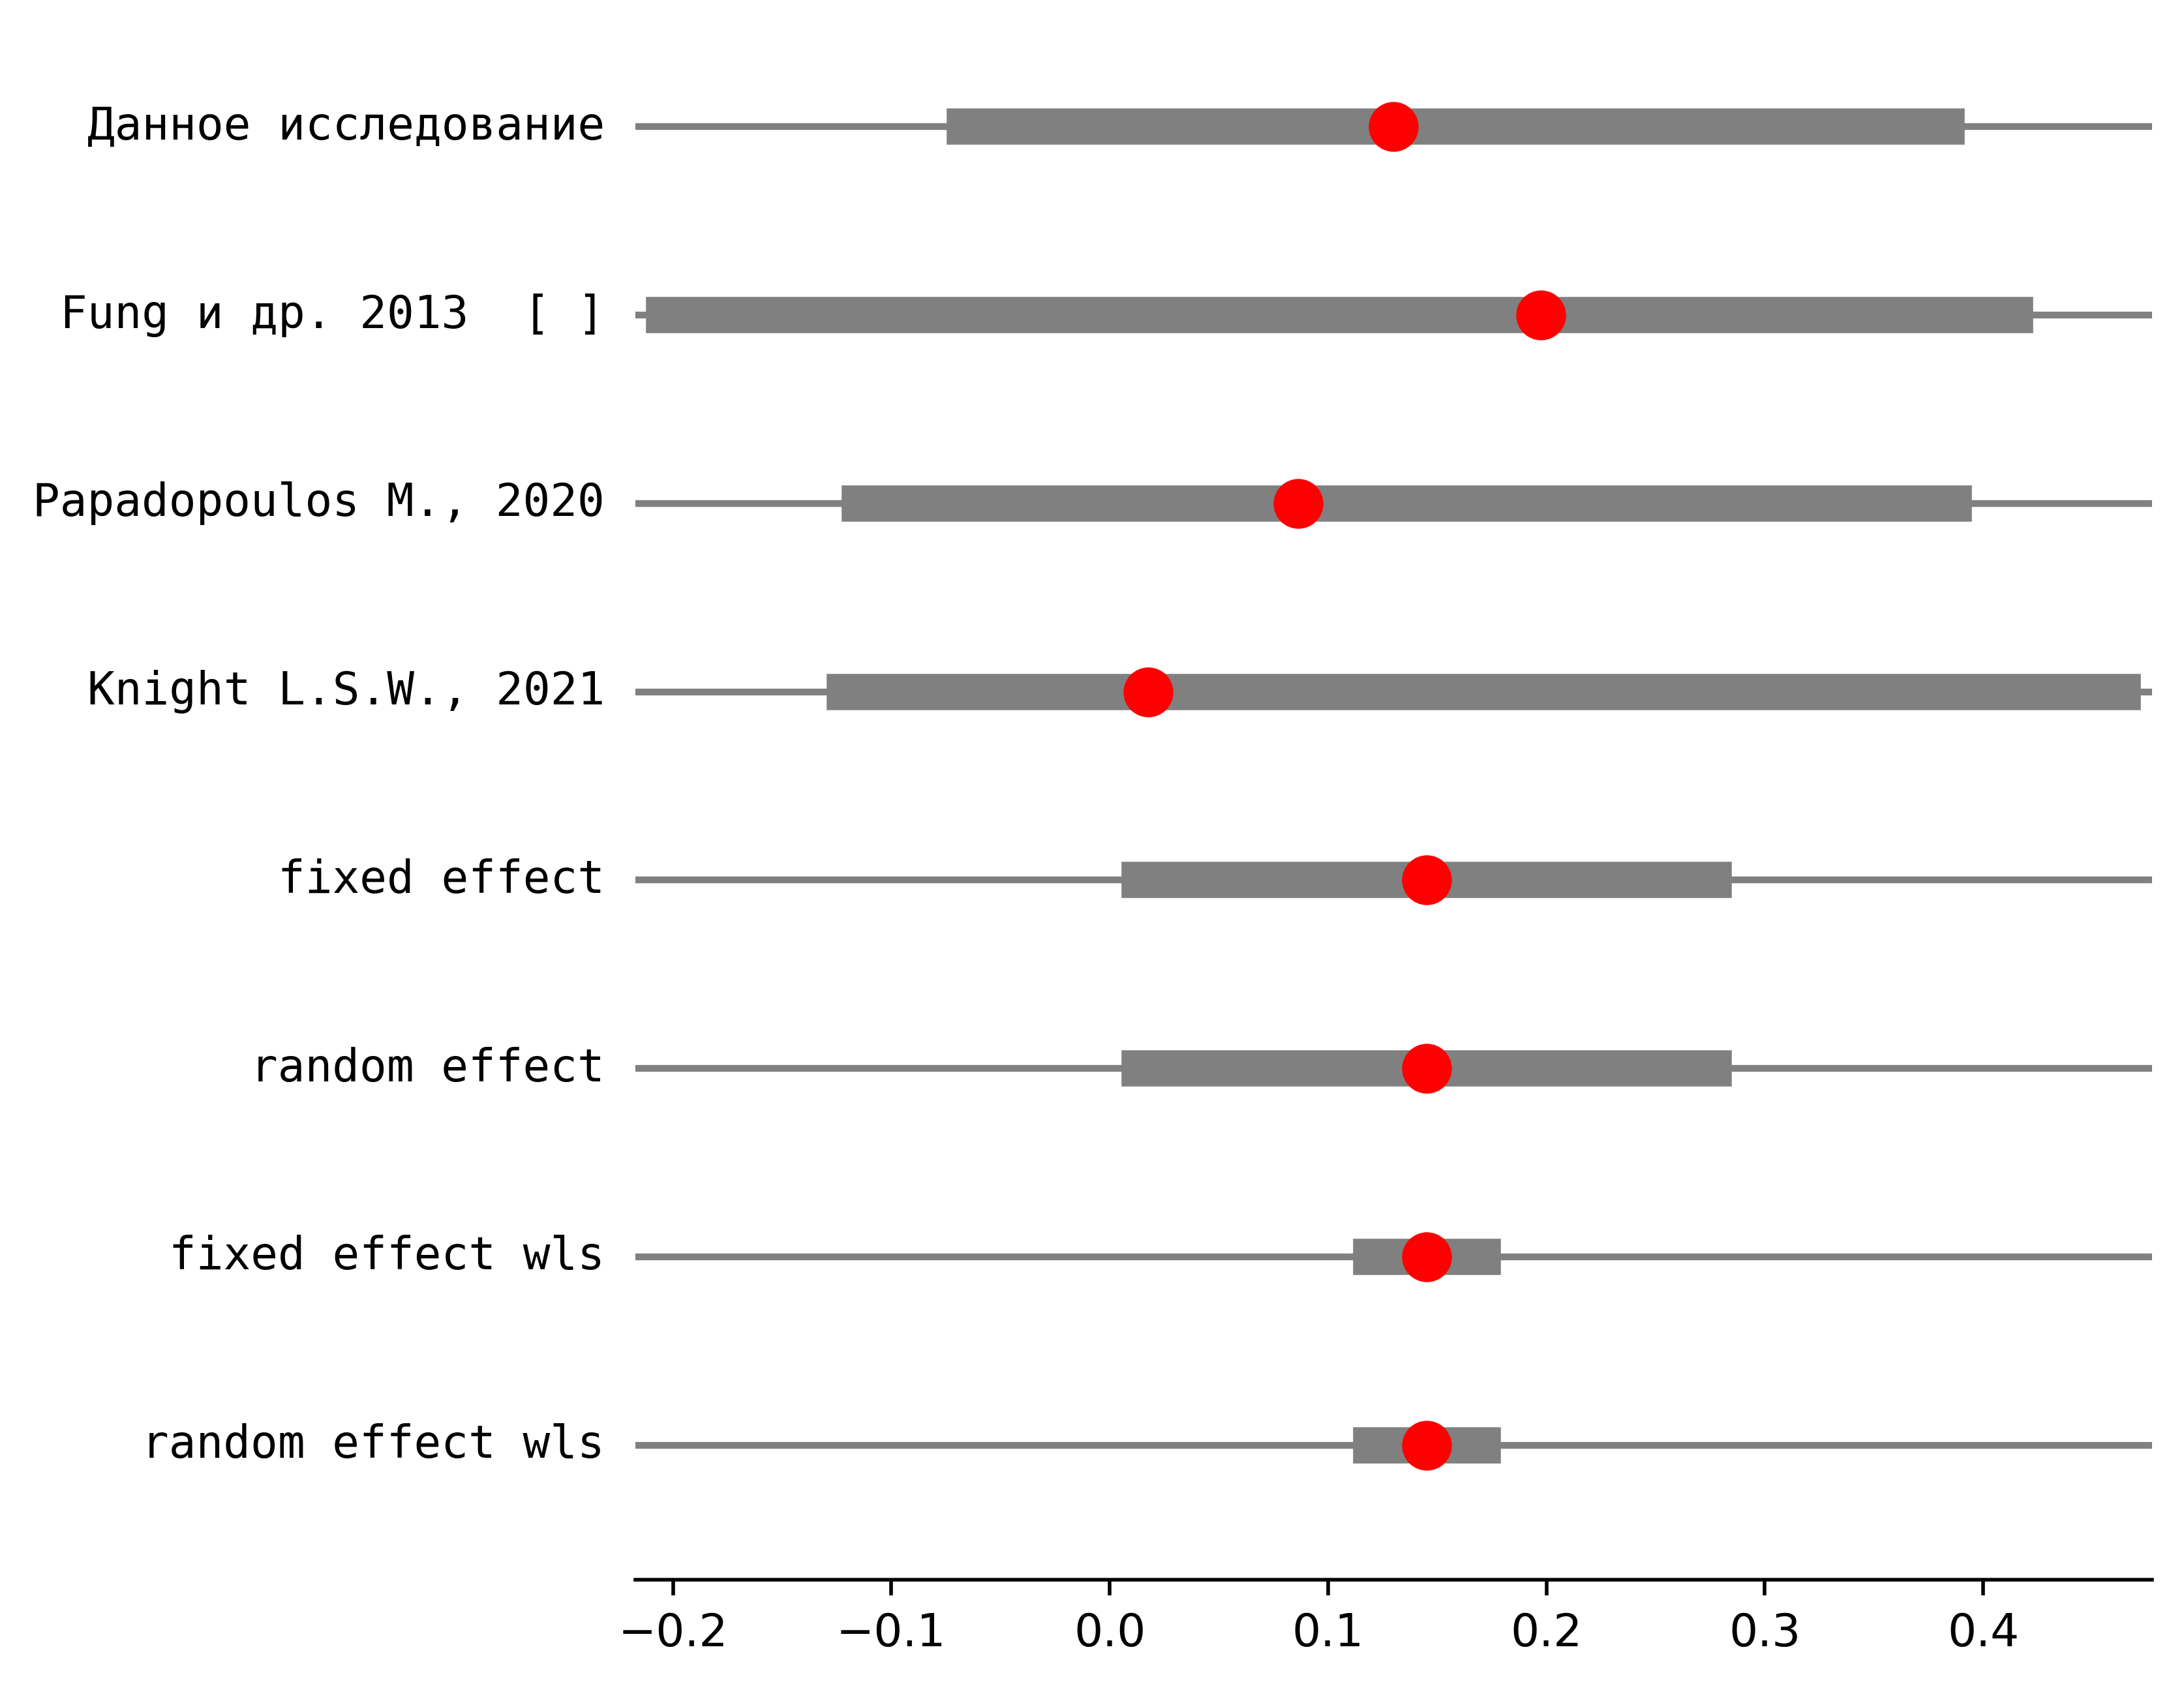 Данное исследование
Fung и др. 2013  [ ]
Papadopoulos M., 2020
Knight L.S.W., 2021
fixed effect
random effect
fixed effect wls
random effect wls
−0.2 −0.1 0.0 0.1 0.2 0.3 0.4